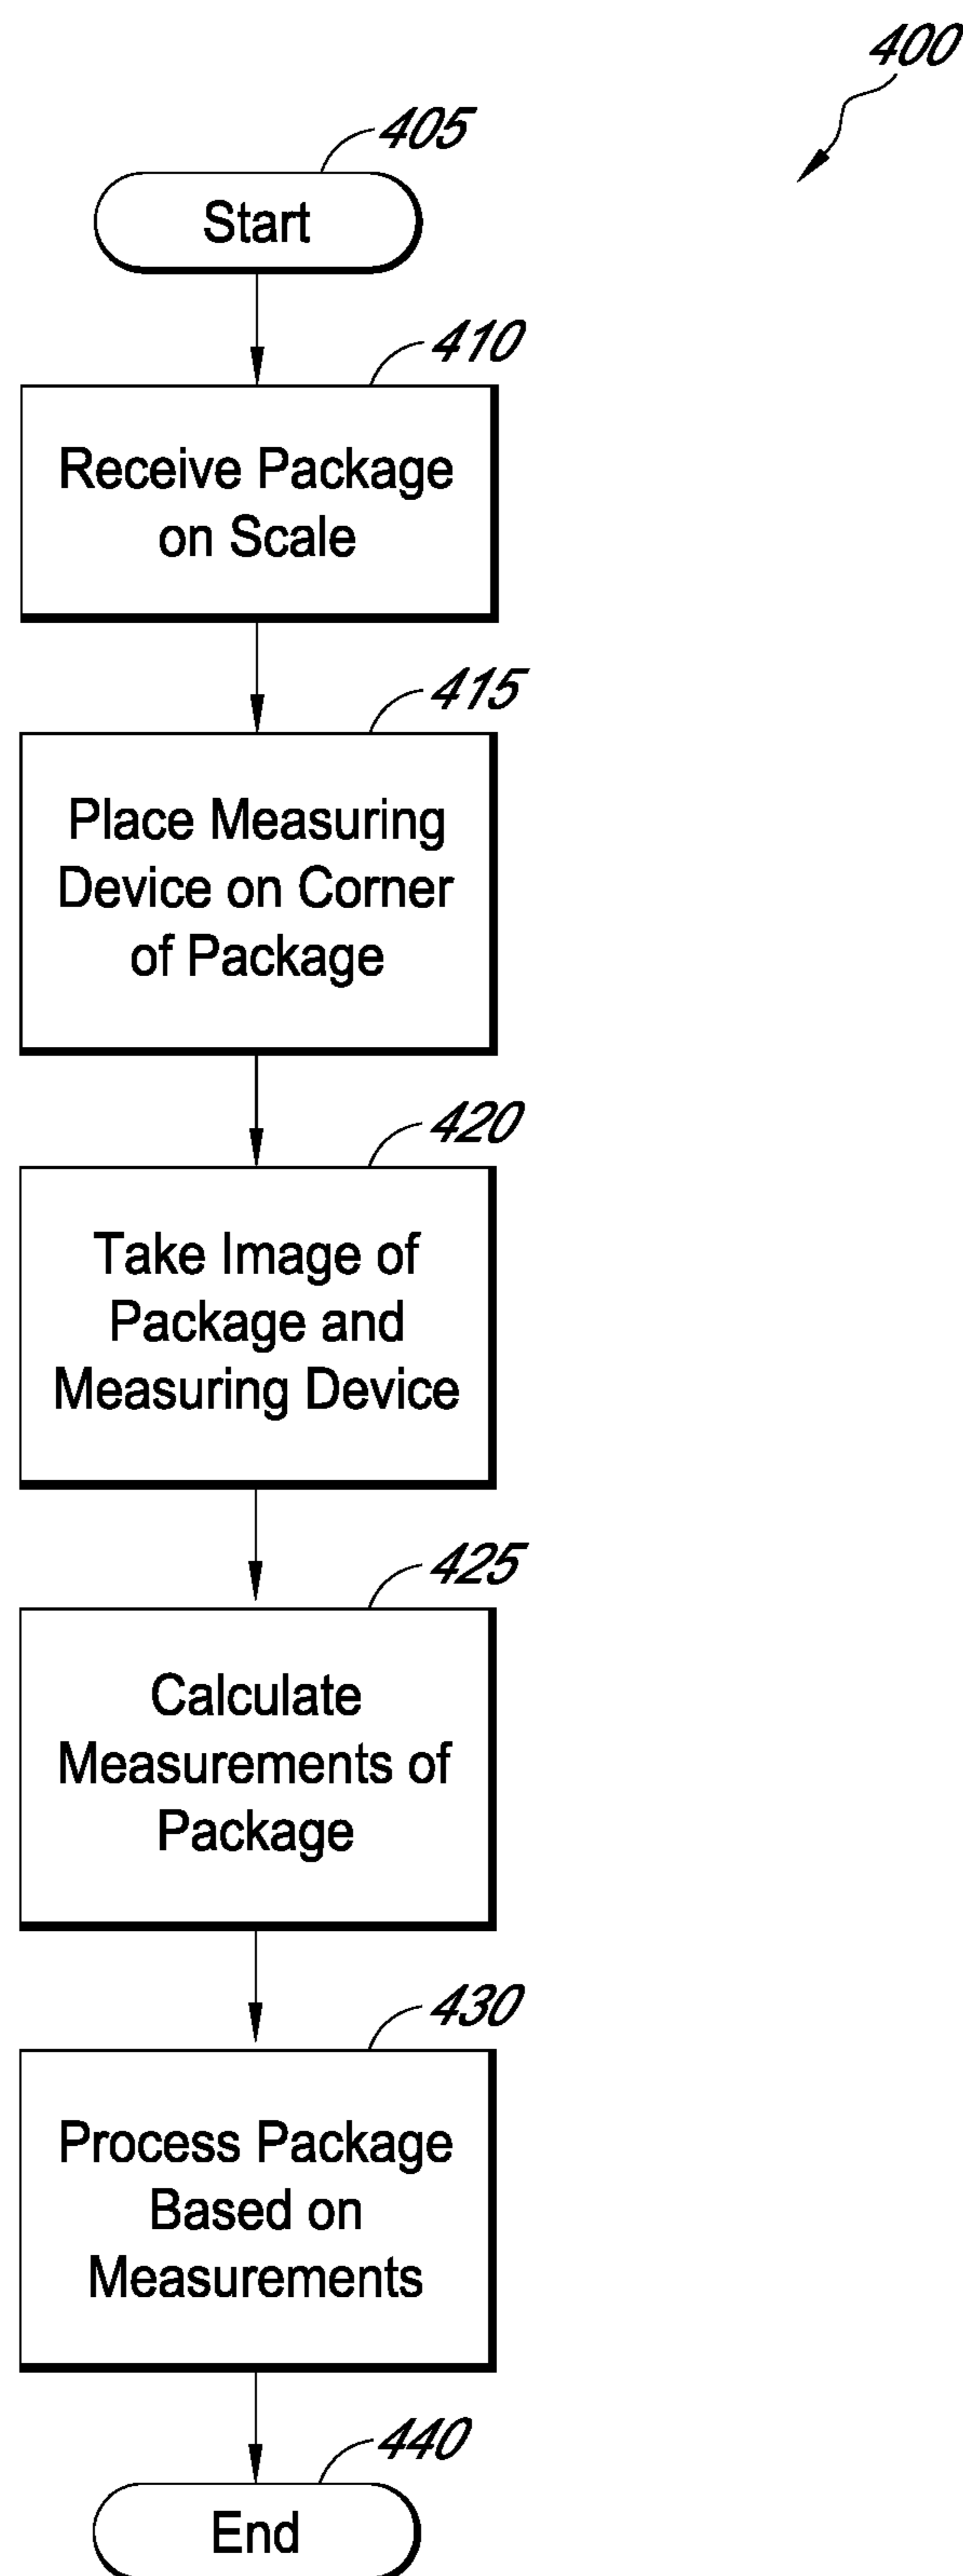 400
405
Start
410
Receive Package
on Scale
415
Place Measuring
Device on Corner
of Package
420
Take Image of
Package and
Measuring Device
425
Calculate
Measurements of
Package
430
Process Package
Based on
Measurements
440
End